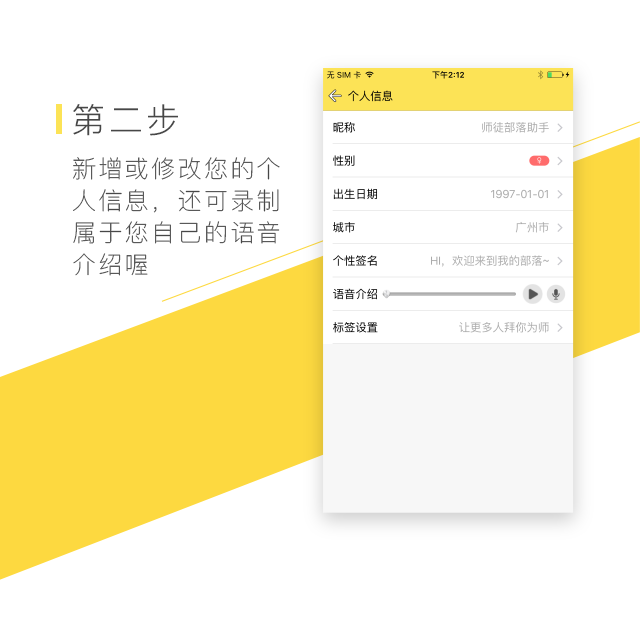 第二步
新增或修改您的个
人信息，还可录制
属于您自己的语音
介绍喔
无 SIM 卡 下午2:12
个人信息
昵称 师徒部落助手
性别
出生日期 1997-01-01
城市 广州市
个性签名 HI，欢迎来到我的部落~
语音介绍
标签设置 让更多人拜你为师